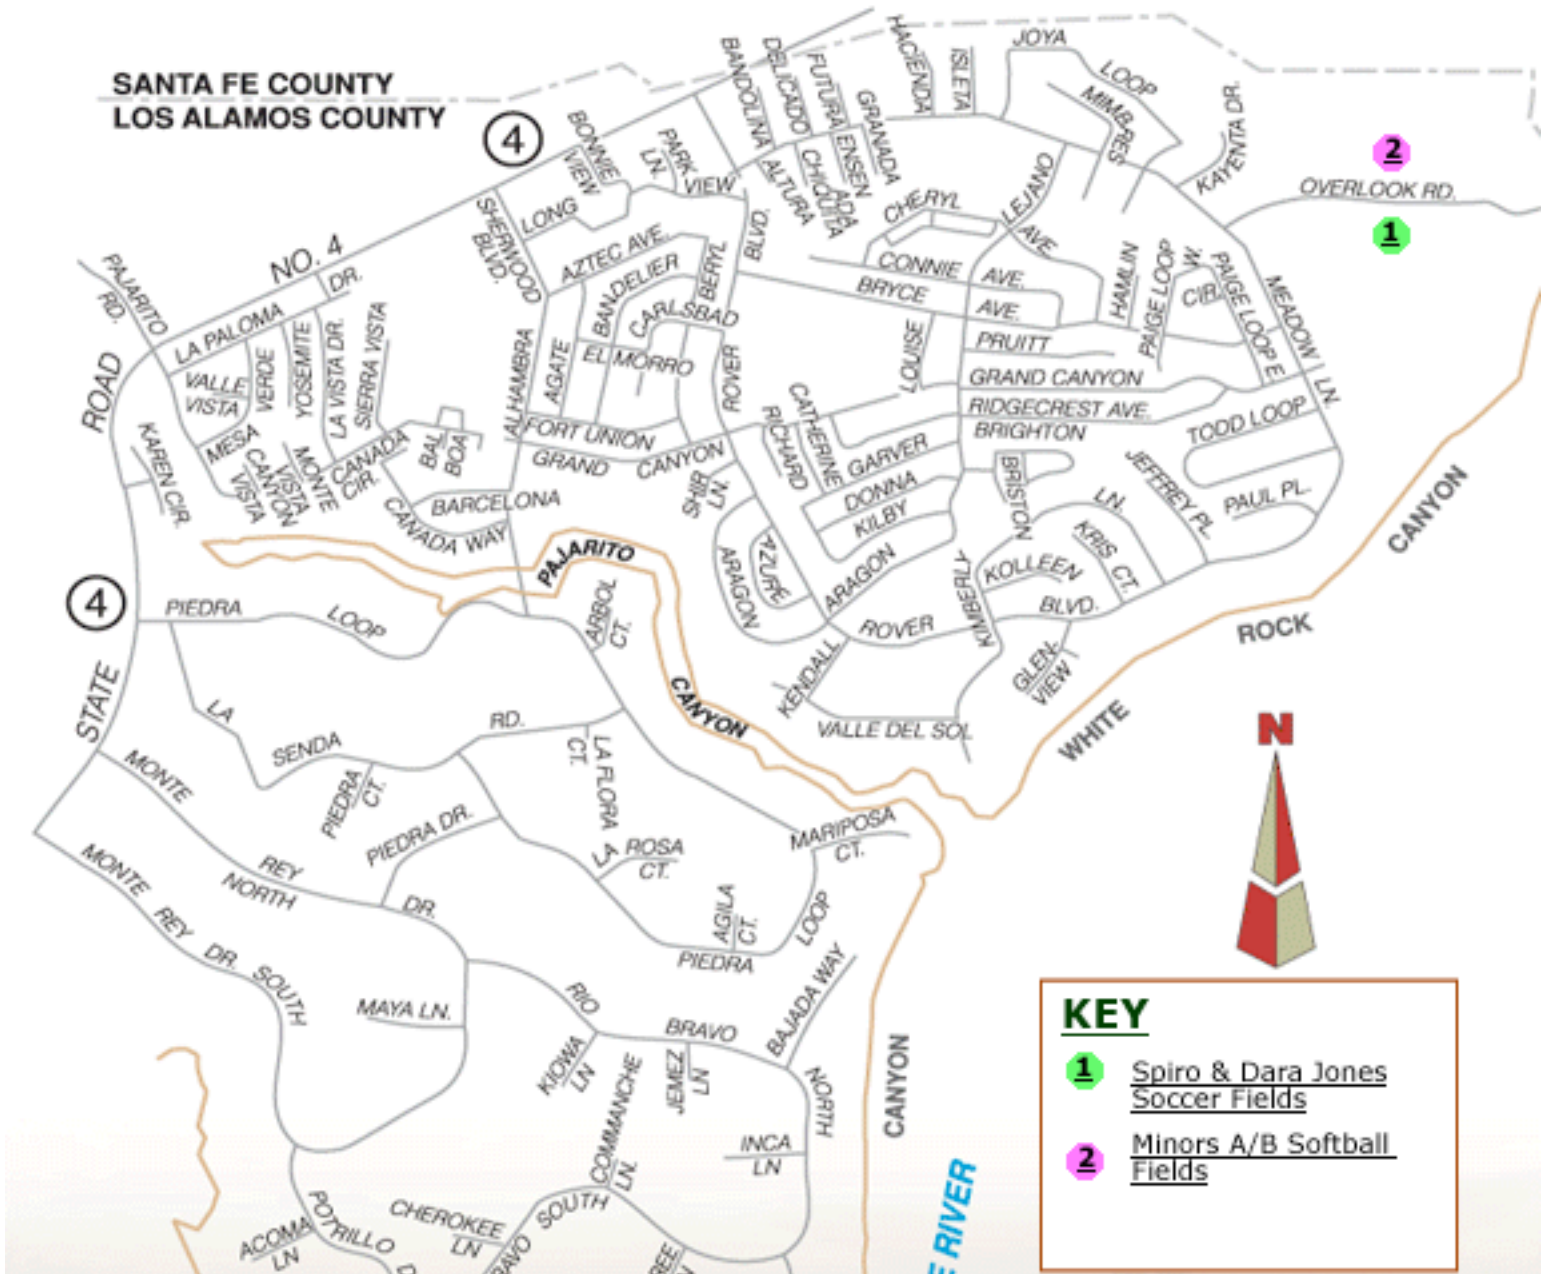 SANTA FE COUNTY
LOS ALAMOS COUNTY
4
BONNIE
VIEW
PARK
LN.
VIEW
BLVD.
BANDOLINA
DELICADO
FUTURA
GRANADA
HACIENDA
ISLETA
JOYA
LOOP
MIMBRES
KAYENTA DR.
ALTURA
CHIQUITA
ENSEN
ADA
2
OVERLOOK RD.
1
LONG
SHERWOOD
BLVD.
NO. 4
PAJARITO
RD.
LA PALOMA
DR.
AZTEC AVE.
BANDELIER
BERYL
CARLSBAD
EL MORRO
CHERYL
LEJANO
AVE.
CONNIE AVE.
BRYCE AVE.
HAMLIN
PAIGE LOOP
W.
CIR.
PAIGE LOOP E
MEADOW
LN.
ROAD
VALLE
VISTA
VERDE
YOSEMITE
LA VISTA DR.
SIERRA VISTA
ALHAMBRA
AGATE
ROVER
LOUISE
PRUITT
GRAND CANYON
RIDGECREST AVE.
BRIGHTON
TODD LOOP
KAREN CIR.
MESA
VISTA
CANYON
VISTA
MONTE
CANADA
CIR.
BAL
BOA
FORT UNION
GRAND CANYON
RICHARD
CATHERINE
GARVER
DONNA
KILBY
BRISTON
LN.
JEFFREY PL.
PAUL PL.
SHIR
LN.
BARCELONA
CANADA WAY
PAJARITO
CANYON
ARAGON
AZURE
ARAGON
KIMBERLY
KOLLEEN
KRIS
CT.
BLVD.
CANYON
4
PIEDRA
LOOP
ARBOL
CT.
ROVER
KENDALL
GLEN-
VIEW
ROCK
STATE
LA
SENDA
RD.
VALLE DEL SOL
WHITE
N
MONTE
REY
NORTH
DR.
PIEDRA
CT.
PIEDRA DR.
CT.
LA FLORA
LA
ROSA
CT.
MARIPOSA
CT.
AGILA
CT.
LOOP
PIEDRA
MONTE
REY
DR.
SOUTH
MAYA LN.
RIO
BRAVO
BAJADA WAY
KIOWA
LN
COMMANCHE
LN.
JEMEZ
LN
NORTH
CANYON
INCA
LN
POTRILLO
ACOMA
LN
CHEROKEE
LN
SOUTH
RIVER
KEY
1
Spiro & Dara Jones
Soccer Fields
2
Minors A/B Softball
Fields